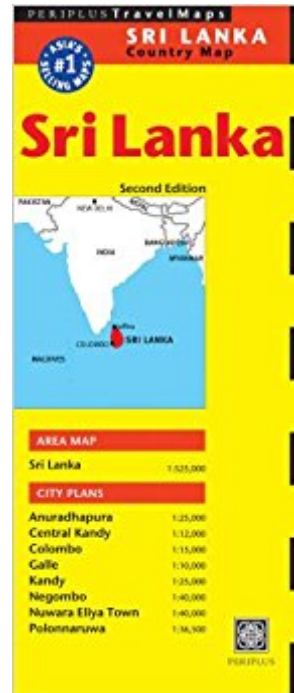 PERIPLUS TravelMaps
SRI LANKA
Country Map
ASIA'S
#1
SELLING MAPS
Sri Lanka
Second Edition
PAKISTAN
NEW DELHI
INDIA
BANGLADESH
MYANMAR
Jaffna
COLOMBO
SRI LANKA
MALDIVES
AREA MAP
Sri Lanka 1:525,000
CITY PLANS
Anuradhapura 1:25,000
Central Kandy 1:12,000
Colombo 1:15,000
Galle 1:10,000
Kandy 1:25,000
Negombo 1:40,000
Nuwara Eliya Town 1:40,000
Polonnaruwa 1:36,500
PERIPLUS